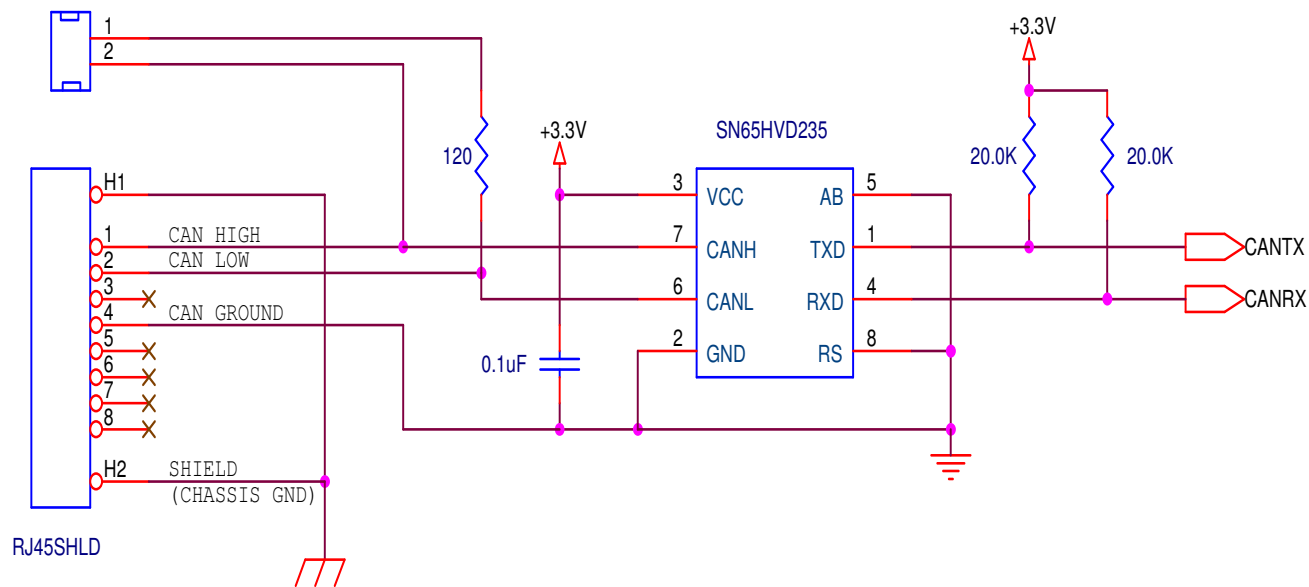 1
2
120
+3.3V
SN65HVD235
+3.3V
20.0K
20.0K
H1
1
CAN HIGH
2
CAN LOW
3
4
CAN GROUND
5
6
7
8
H2
SHIELD
(CHASSIS GND)
RJ45SHLD
0.1uF
3
VCC
7
CANH
6
CANL
2
GND
AB
5
TXD
1
RXD
4
RS
8
CANTX
CANRX